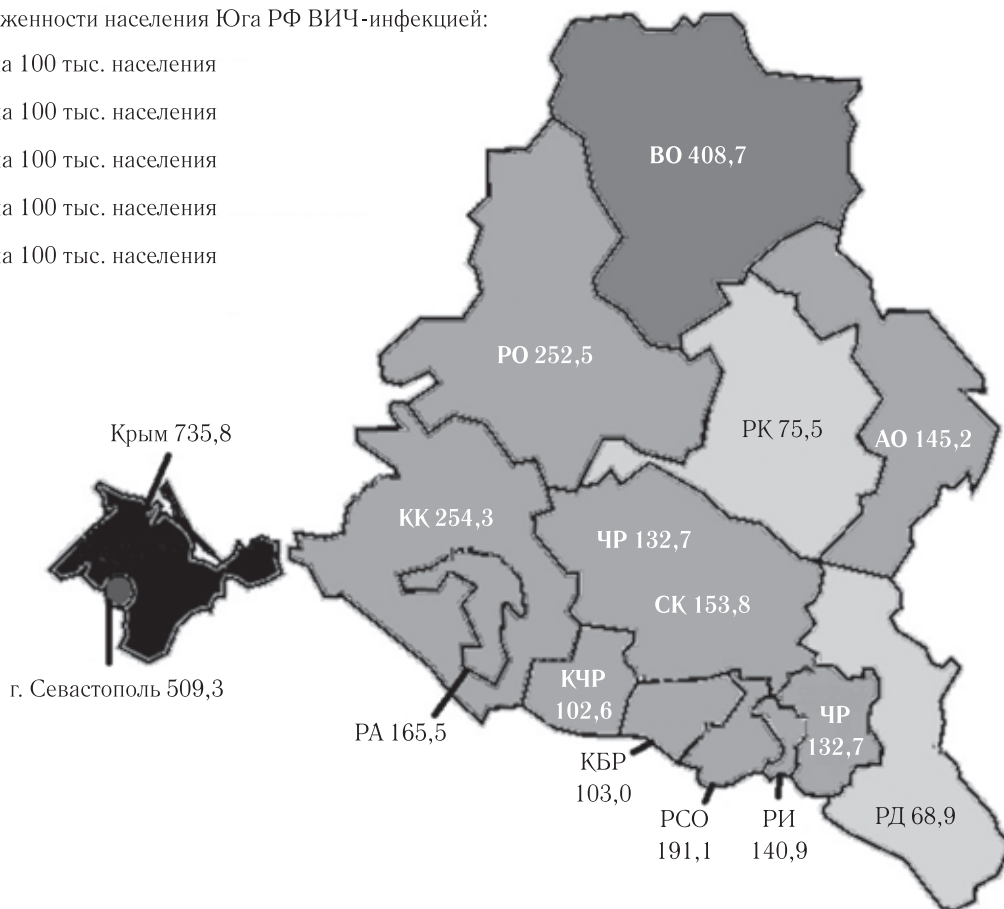 женности населения Юга РФ ВИЧ-инфекцией:
а 100 тыс. населения
а 100 тыс. населения
а 100 тыс. населения
а 100 тыс. населения
а 100 тыс. населения
ВО 408,7
РО 252,5
Крым 735,8
РК 75,5
АО 145,2
КК 254,3
ЧР 132,7
СК 153,8
г. Севастополь 509,3
РА 165,5
КЧР
102,6
ЧР
132,7
КБР
103,0
РСО
191,1
РИ
140,9
РД 68,9